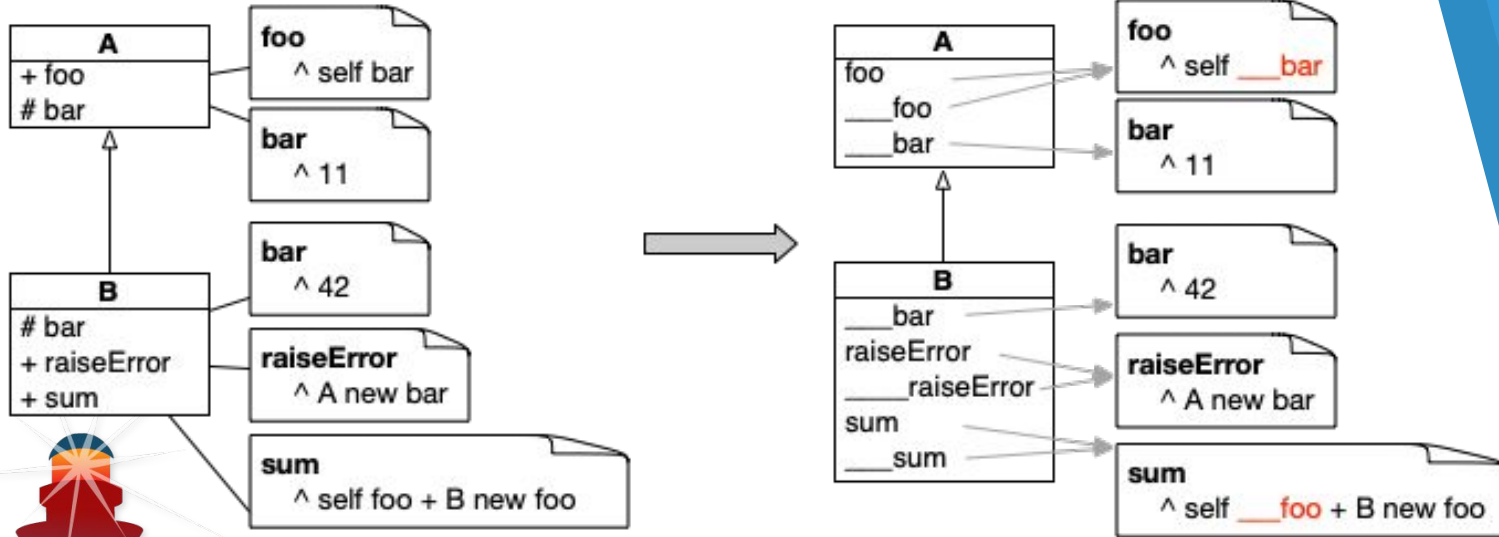 A
+ foo
# bar
foo
^ self bar
bar
^ 11
B
# bar
+ raiseError
+ sum
bar
^ 42
raiseError
^ A new bar
sum
^ self foo + B new foo
A
foo
___foo
___bar
foo
^ self ___bar
bar
^ 11
B
___bar
raiseError
_____raiseError
sum
___sum
bar
^ 42
raiseError
^ A new bar
sum
^ self ___foo + B new foo